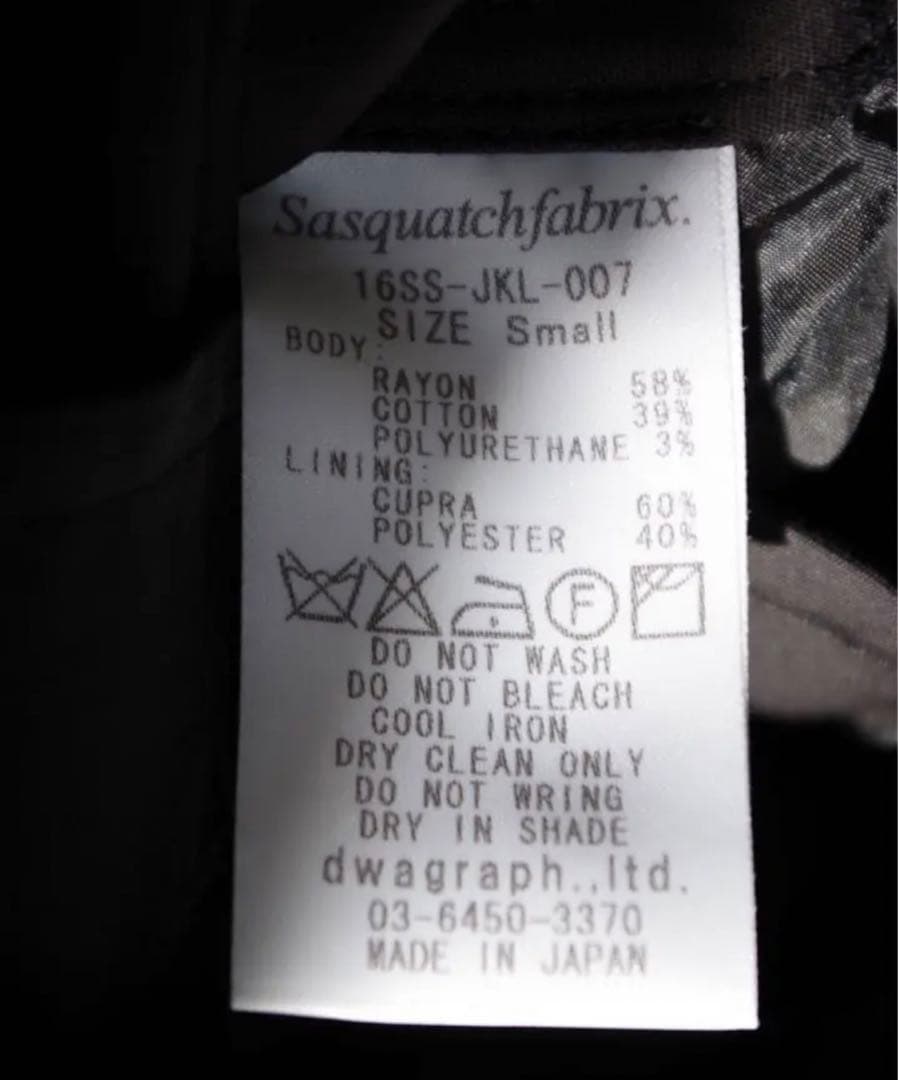 Sasquatchfabrix.
16SS-JKL-007
SIZE Small
BODY:
RAYON 58%
COTTON 39%
POLYURETHANE 3%
LINING:
CUPRA 60%
POLYESTER 40%
F
DO NOT WASH
DO NOT BLEACH
COOL IRON
DRY CLEAN ONLY
DO NOT WRING
DRY IN SHADE
dwagraph.,ltd.
03-6450-3370
MADE IN JAPAN